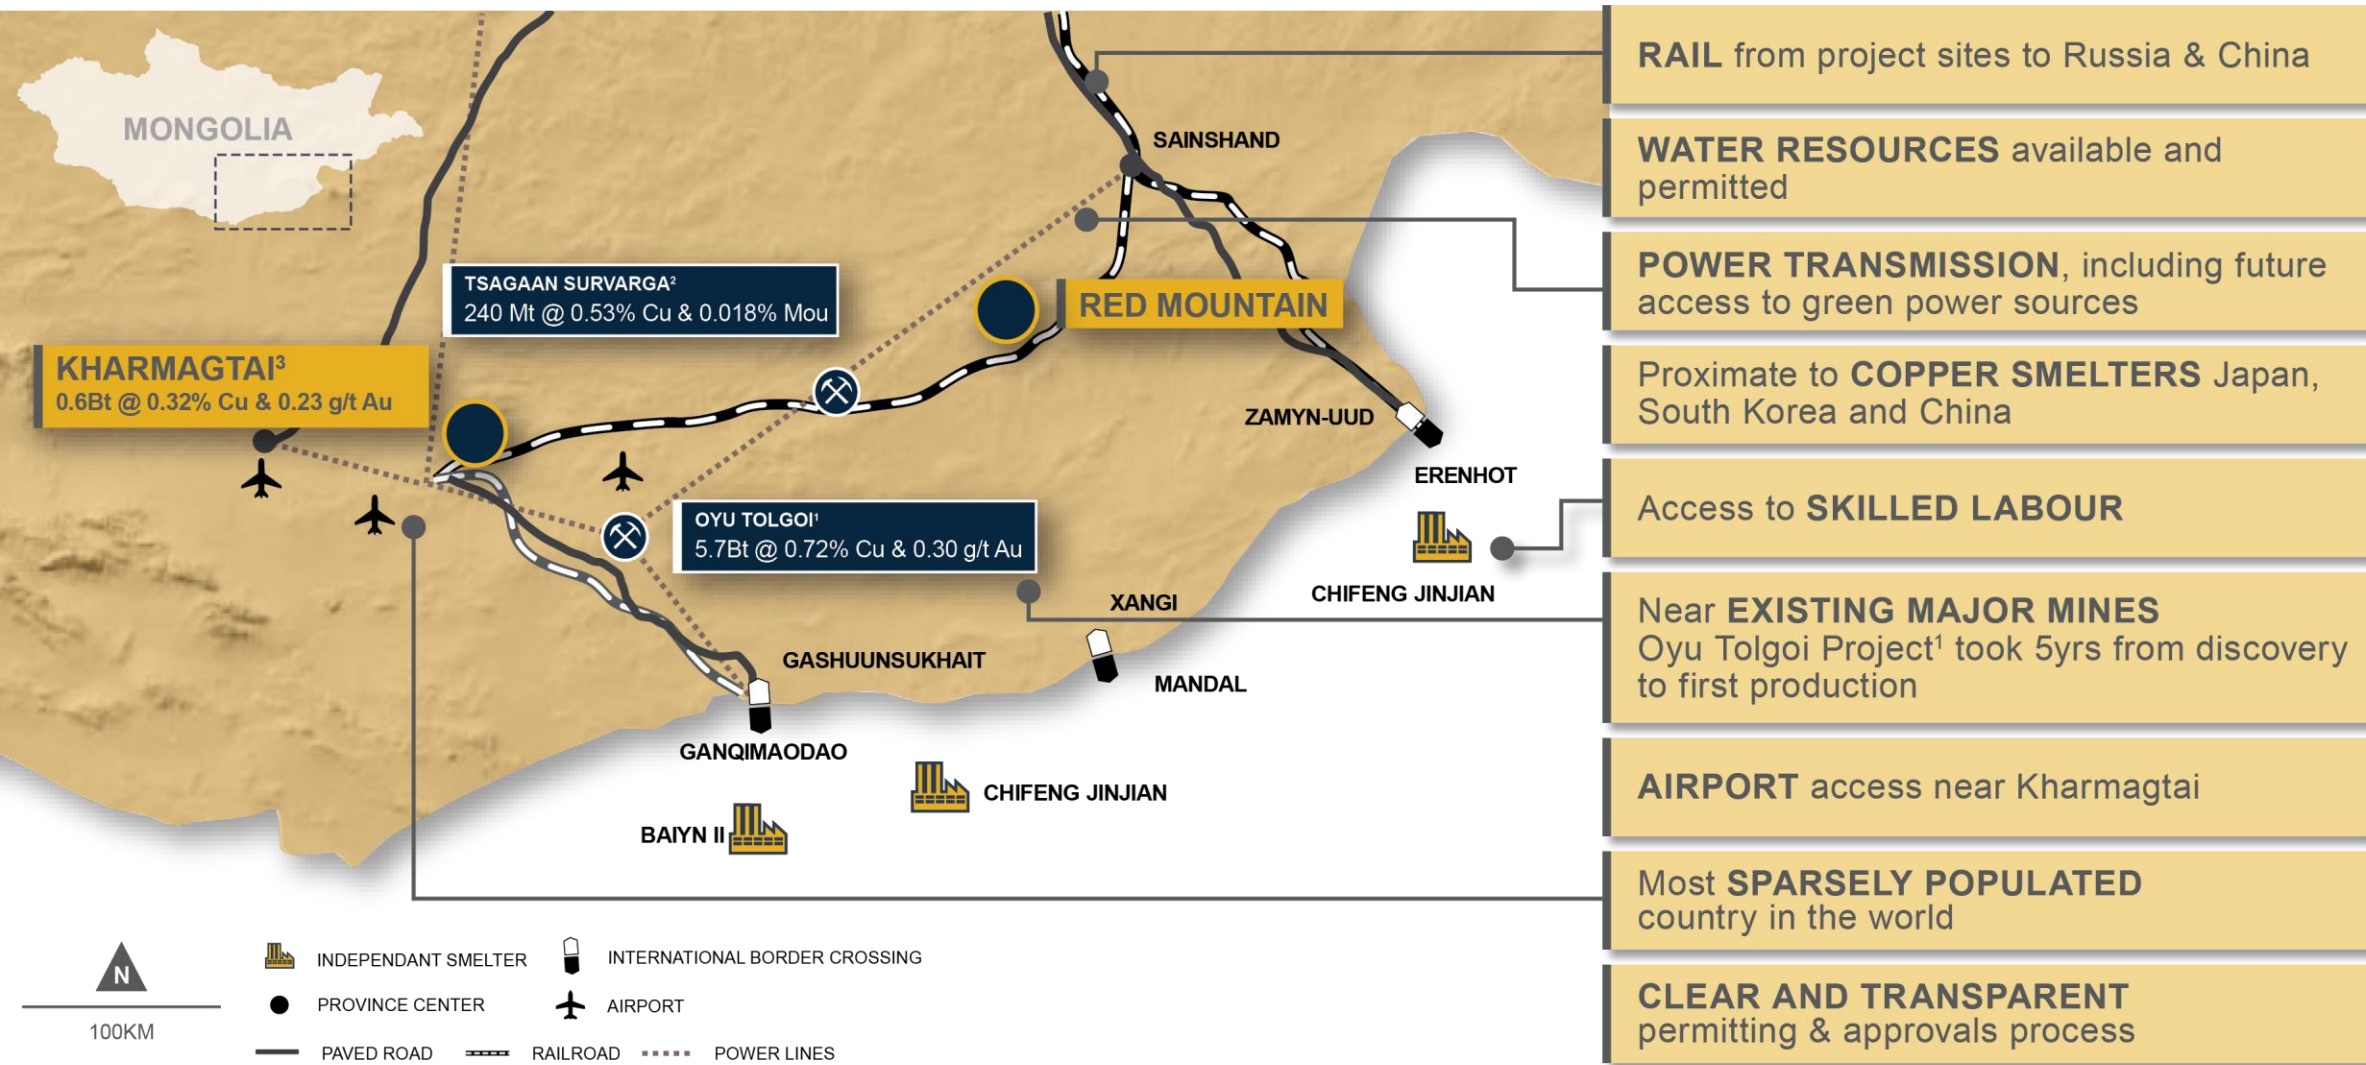 MONGOLIA
SAINSHAND
TSAGAAN SURVARGA²
240 Mt @ 0.53% Cu & 0.018% Mou
RED MOUNTAIN
KHARMAGTAI³
0.6Bt @ 0.32% Cu & 0.23 g/t Au
ZAMYN-UUD
ERENHOT
OYU TOLGOI¹
5.7Bt @ 0.72% Cu & 0.30 g/t Au
CHIFENG JINJIAN
XANGI
GASHUUNSUKHAIT
MANDAL
GANQIMAODAO
CHIFENG JINJIAN
BAIYN II
N
100KM
INDEPENDANT SMELTER
INTERNATIONAL BORDER CROSSING
PROVINCE CENTER
AIRPORT
PAVED ROAD
RAILROAD
POWER LINES
RAIL from project sites to Russia & China
WATER RESOURCES available and
permitted
POWER TRANSMISSION, including future
access to green power sources
Proximate to COPPER SMELTERS Japan,
South Korea and China
Access to SKILLED LABOUR
Near EXISTING MAJOR MINES
Oyu Tolgoi Project¹ took 5yrs from discovery
to first production
AIRPORT access near Kharmagtai
Most SPARSELY POPULATED
country in the world
CLEAR AND TRANSPARENT
permitting & approvals process